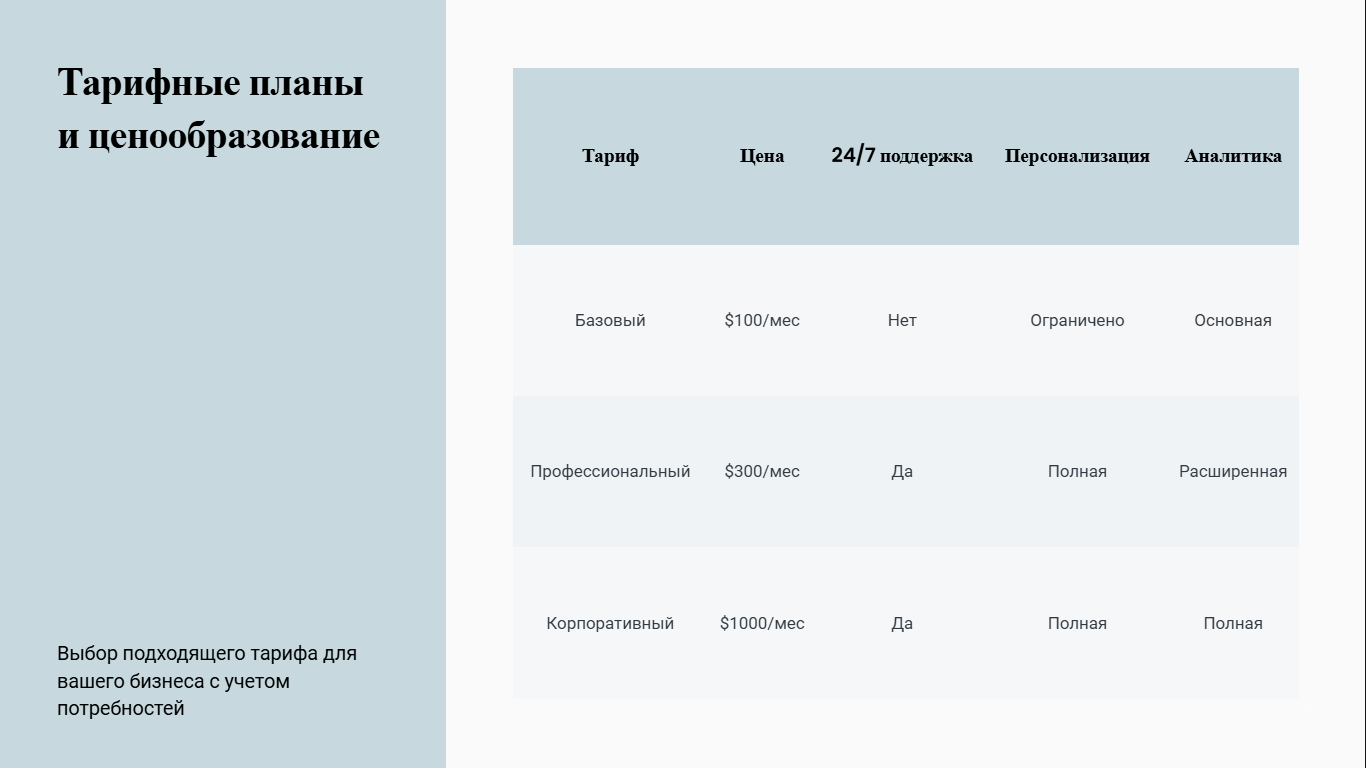 Тарифные планы
и ценообразование
Выбор подходящего тарифа для
вашего бизнеса с учетом
потребностей
Тариф Цена 24/7 поддержка Персонализация Аналитика
Базовый $100/мес Нет Ограничено Основная
Профессиональный $300/мес Да Полная Расширенная
Корпоративный $1000/мес Да Полная Полная